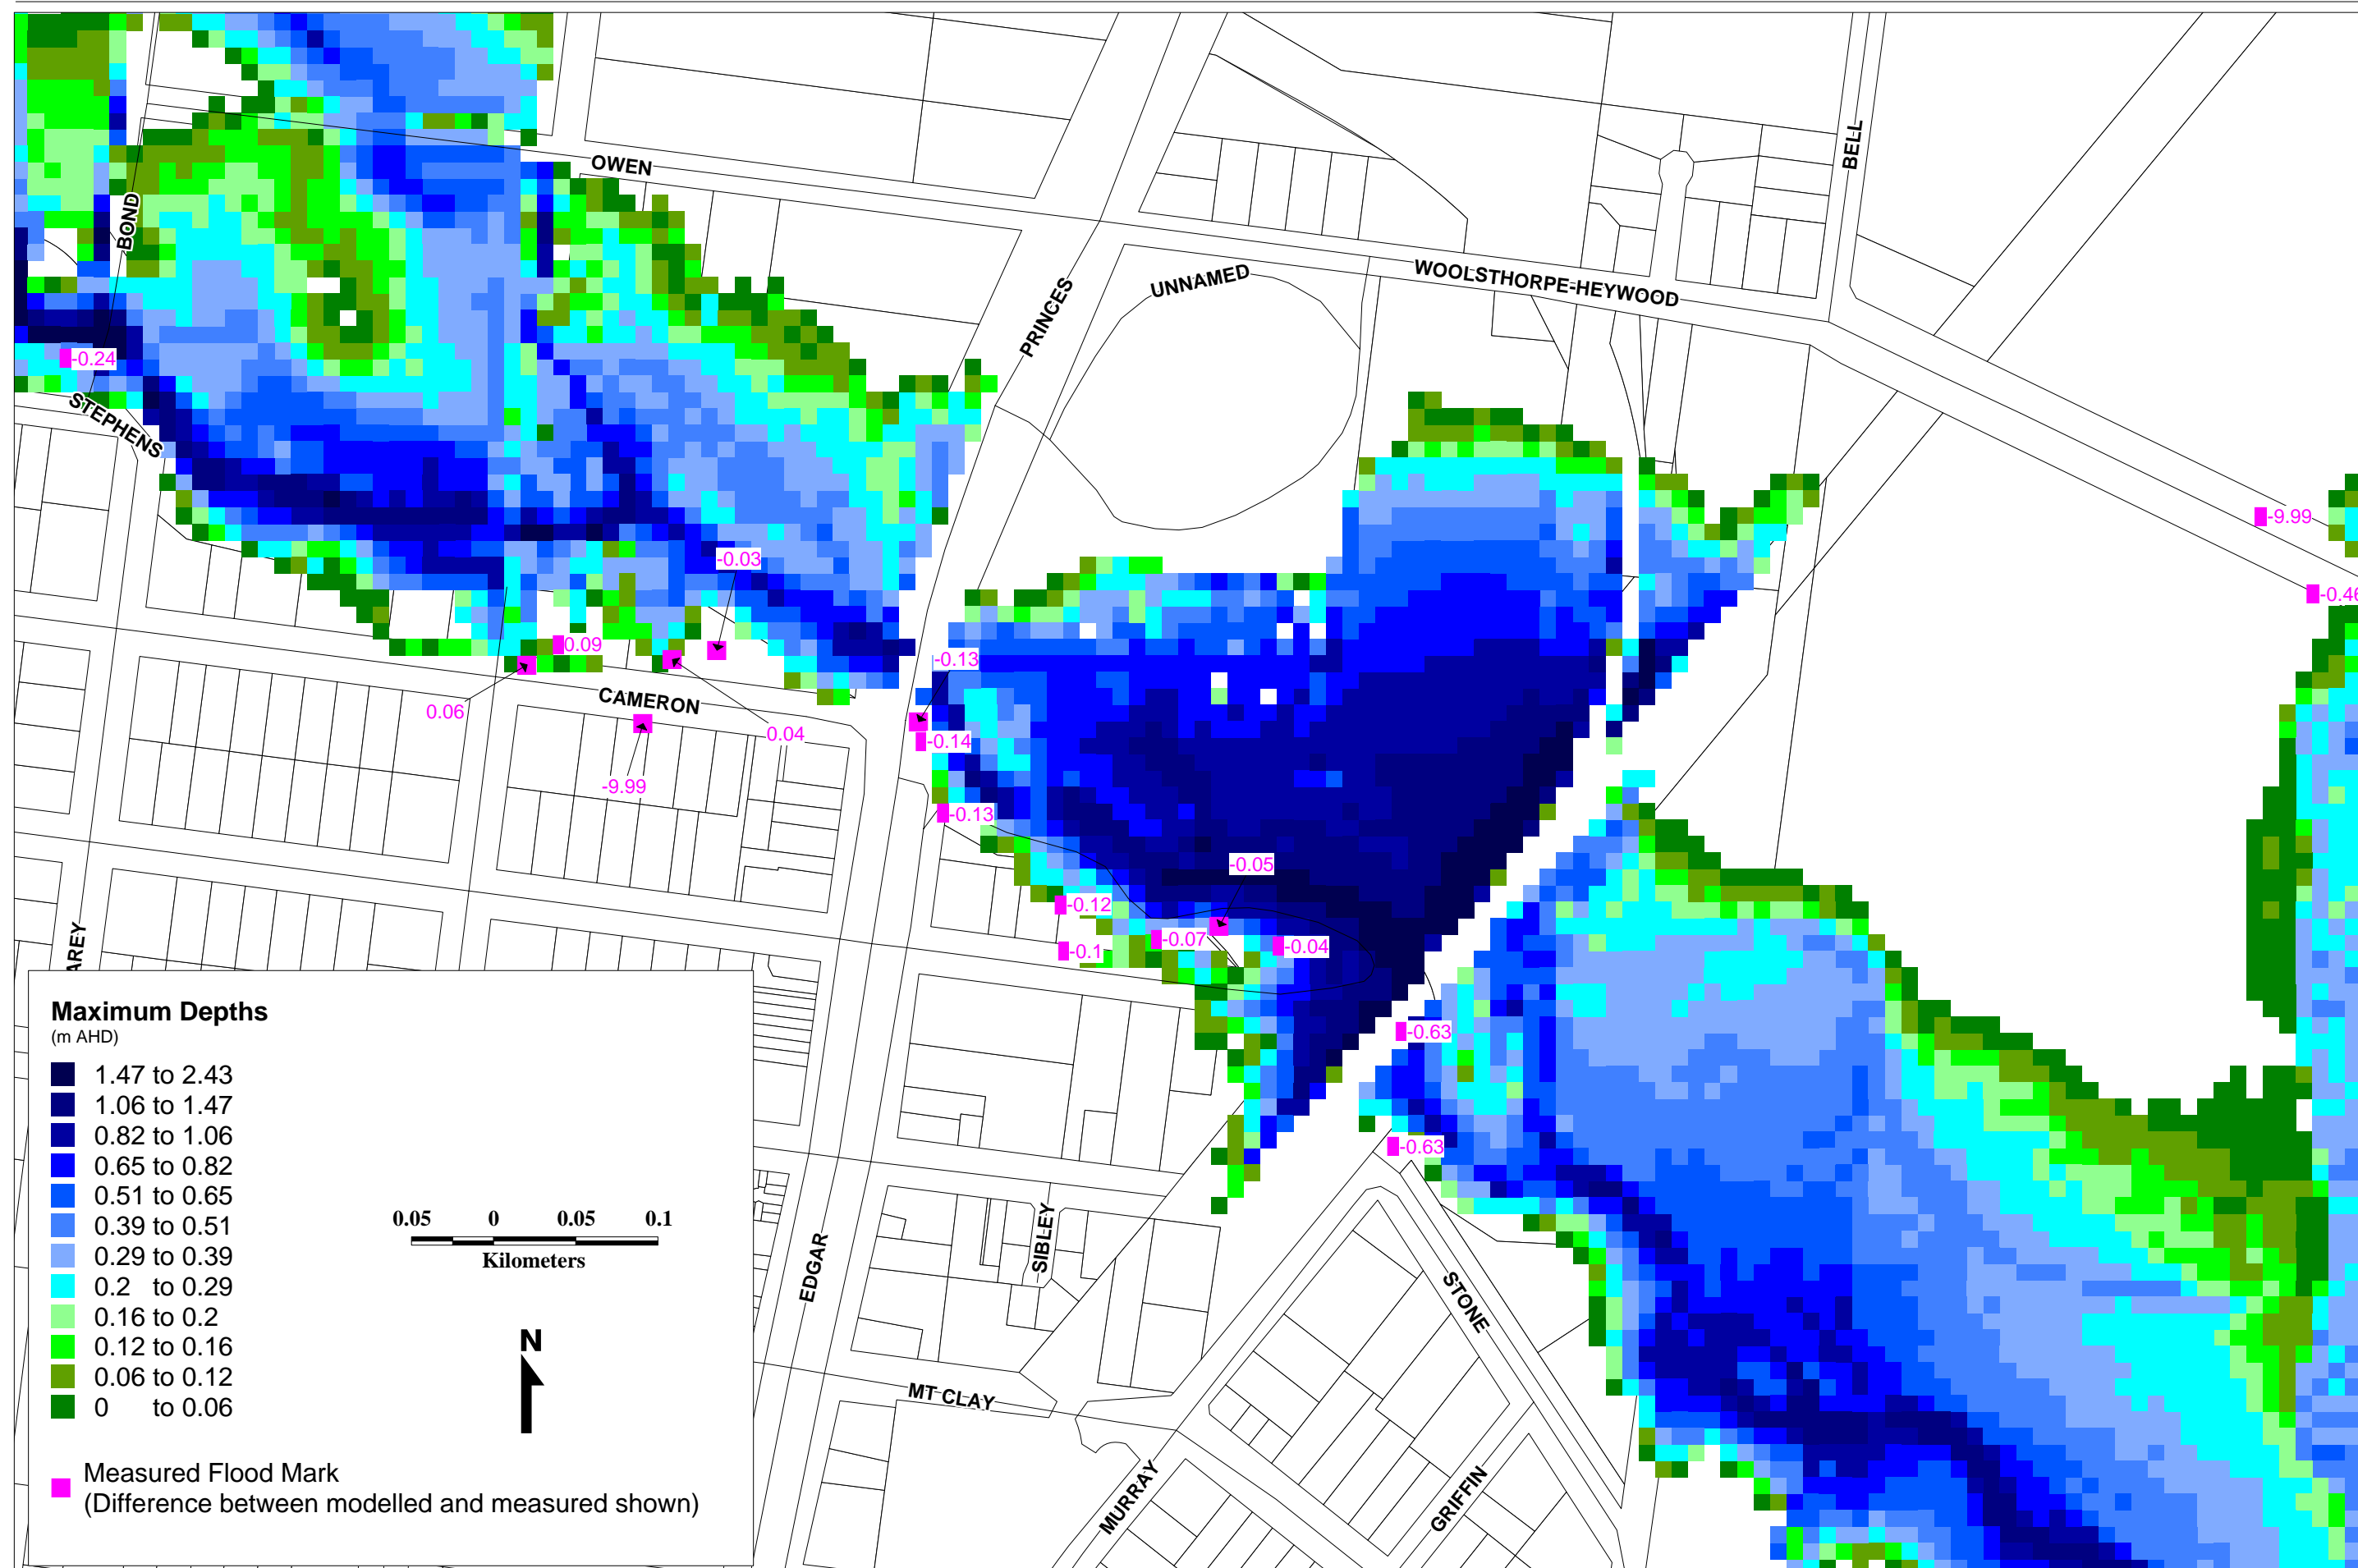 OWEN
BELL
BOND
UNNAMED
WOOLSTHORPE-HEYWOOD
PRINCES
-0.24
STEPHENS
-9.99
-0.03
-0.46
0.09
-0.13
CAMERON
0.06
0.04
-0.14
-9.99
-0.13
-0.05
-0.12
-0.07
-0.04
-0.1
AREY
-0.63
-0.63
Maximum Depths
(m AHD)
1.47 to 2.43
1.06 to 1.47
0.82 to 1.06
0.65 to 0.82
0.51 to 0.65
0.39 to 0.51
0.29 to 0.39
0.2 to 0.29
0.16 to 0.2
0.12 to 0.16
0.06 to 0.12
0 to 0.06
0.05 0 0.05 0.1
Kilometers
N
Measured Flood Mark
(Difference between modelled and measured shown)
SIBLEY
EDGAR
STONE
MT CLAY
MURRAY
GRIFFIN